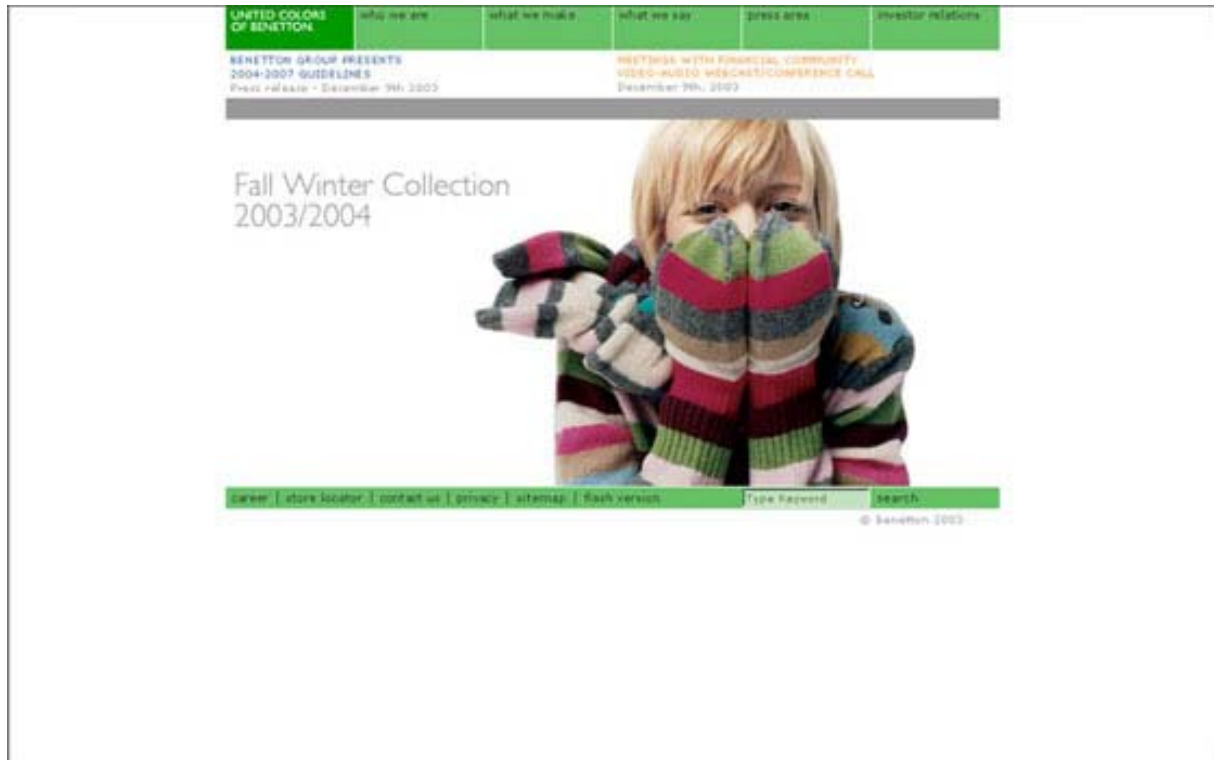 UNITED COLORS
OF BENETTON.
who we are
what we make
what we say
press area
investor relations
BENETTON GROUP PRESENTS
2004-2007 GUIDELINES
Press release - December 9th 2003
MEETINGS WITH FINANCIAL COMMUNITY
VIDEO-AUDIO WEBCAST/CONFERENCE CALL
December 9th, 2003
Fall Winter Collection
2003/2004
career | store locator | contact us | privacy | sitemap | flash version
Type Keyword
search
© benetton 2003